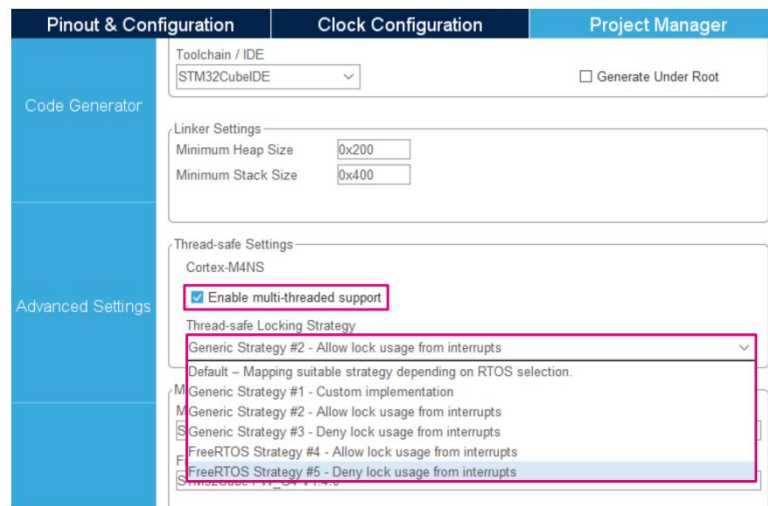 Pinout & Configuration
Clock Configuration
Project Manager
Code Generator
Advanced Settings
Toolchain / IDE
STM32CubeIDE
Generate Under Root
Linker Settings
Minimum Heap Size 0x200
Minimum Stack Size 0x400
Thread-safe Settings
Cortex-M4NS
Enable multi-threaded support
Thread-safe Locking Strategy
Generic Strategy #2 - Allow lock usage from interrupts
Default – Mapping suitable strategy depending on RTOS selection.
Generic Strategy #1 - Custom implementation
Generic Strategy #2 - Allow lock usage from interrupts
Generic Strategy #3 - Deny lock usage from interrupts
FreeRTOS Strategy #4 - Allow lock usage from interrupts
FreeRTOS Strategy #5 - Deny lock usage from interrupts